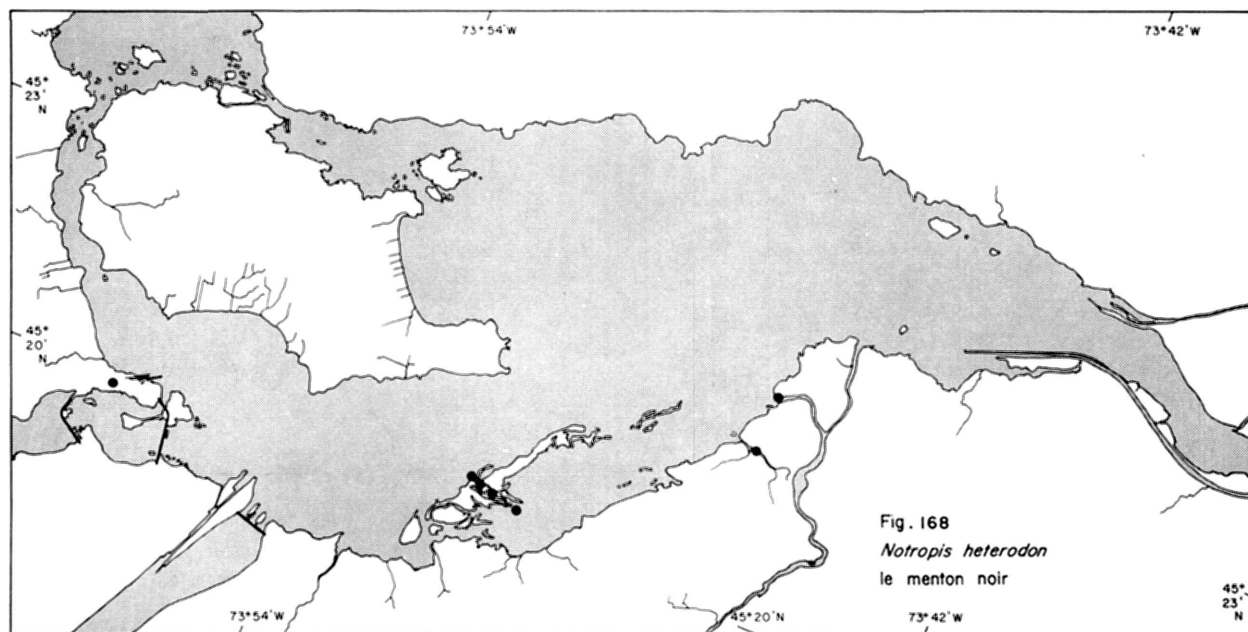 73°54'W
73°42'W
45°
23'
N
45°
20'
N
Fig. 168
Notropis heterodon
le menton noir
73°54'W
45°20'N
73°42'W
45°
23'
N